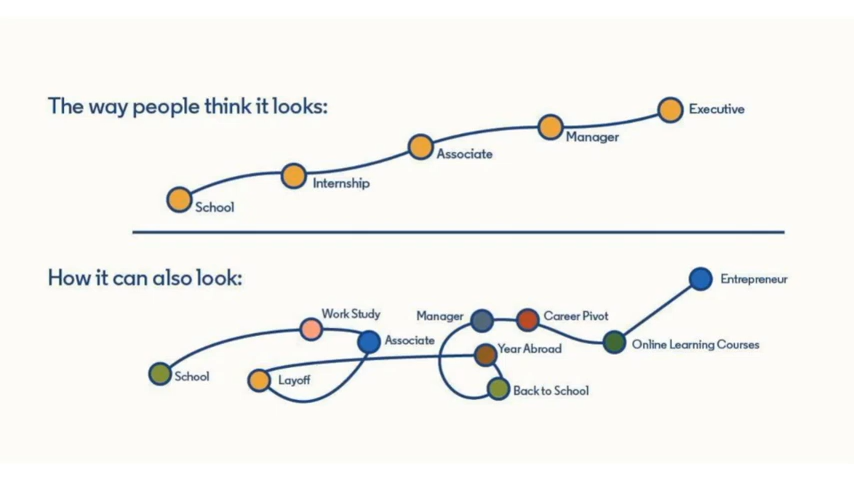 The way people think it looks:
Executive
Manager
Associate
Internship
School
How it can also look:
Entrepreneur
Work Study
Manager
Career Pivot
Associate
Online Learning Courses
Year Abroad
School
Layoff
Back to School